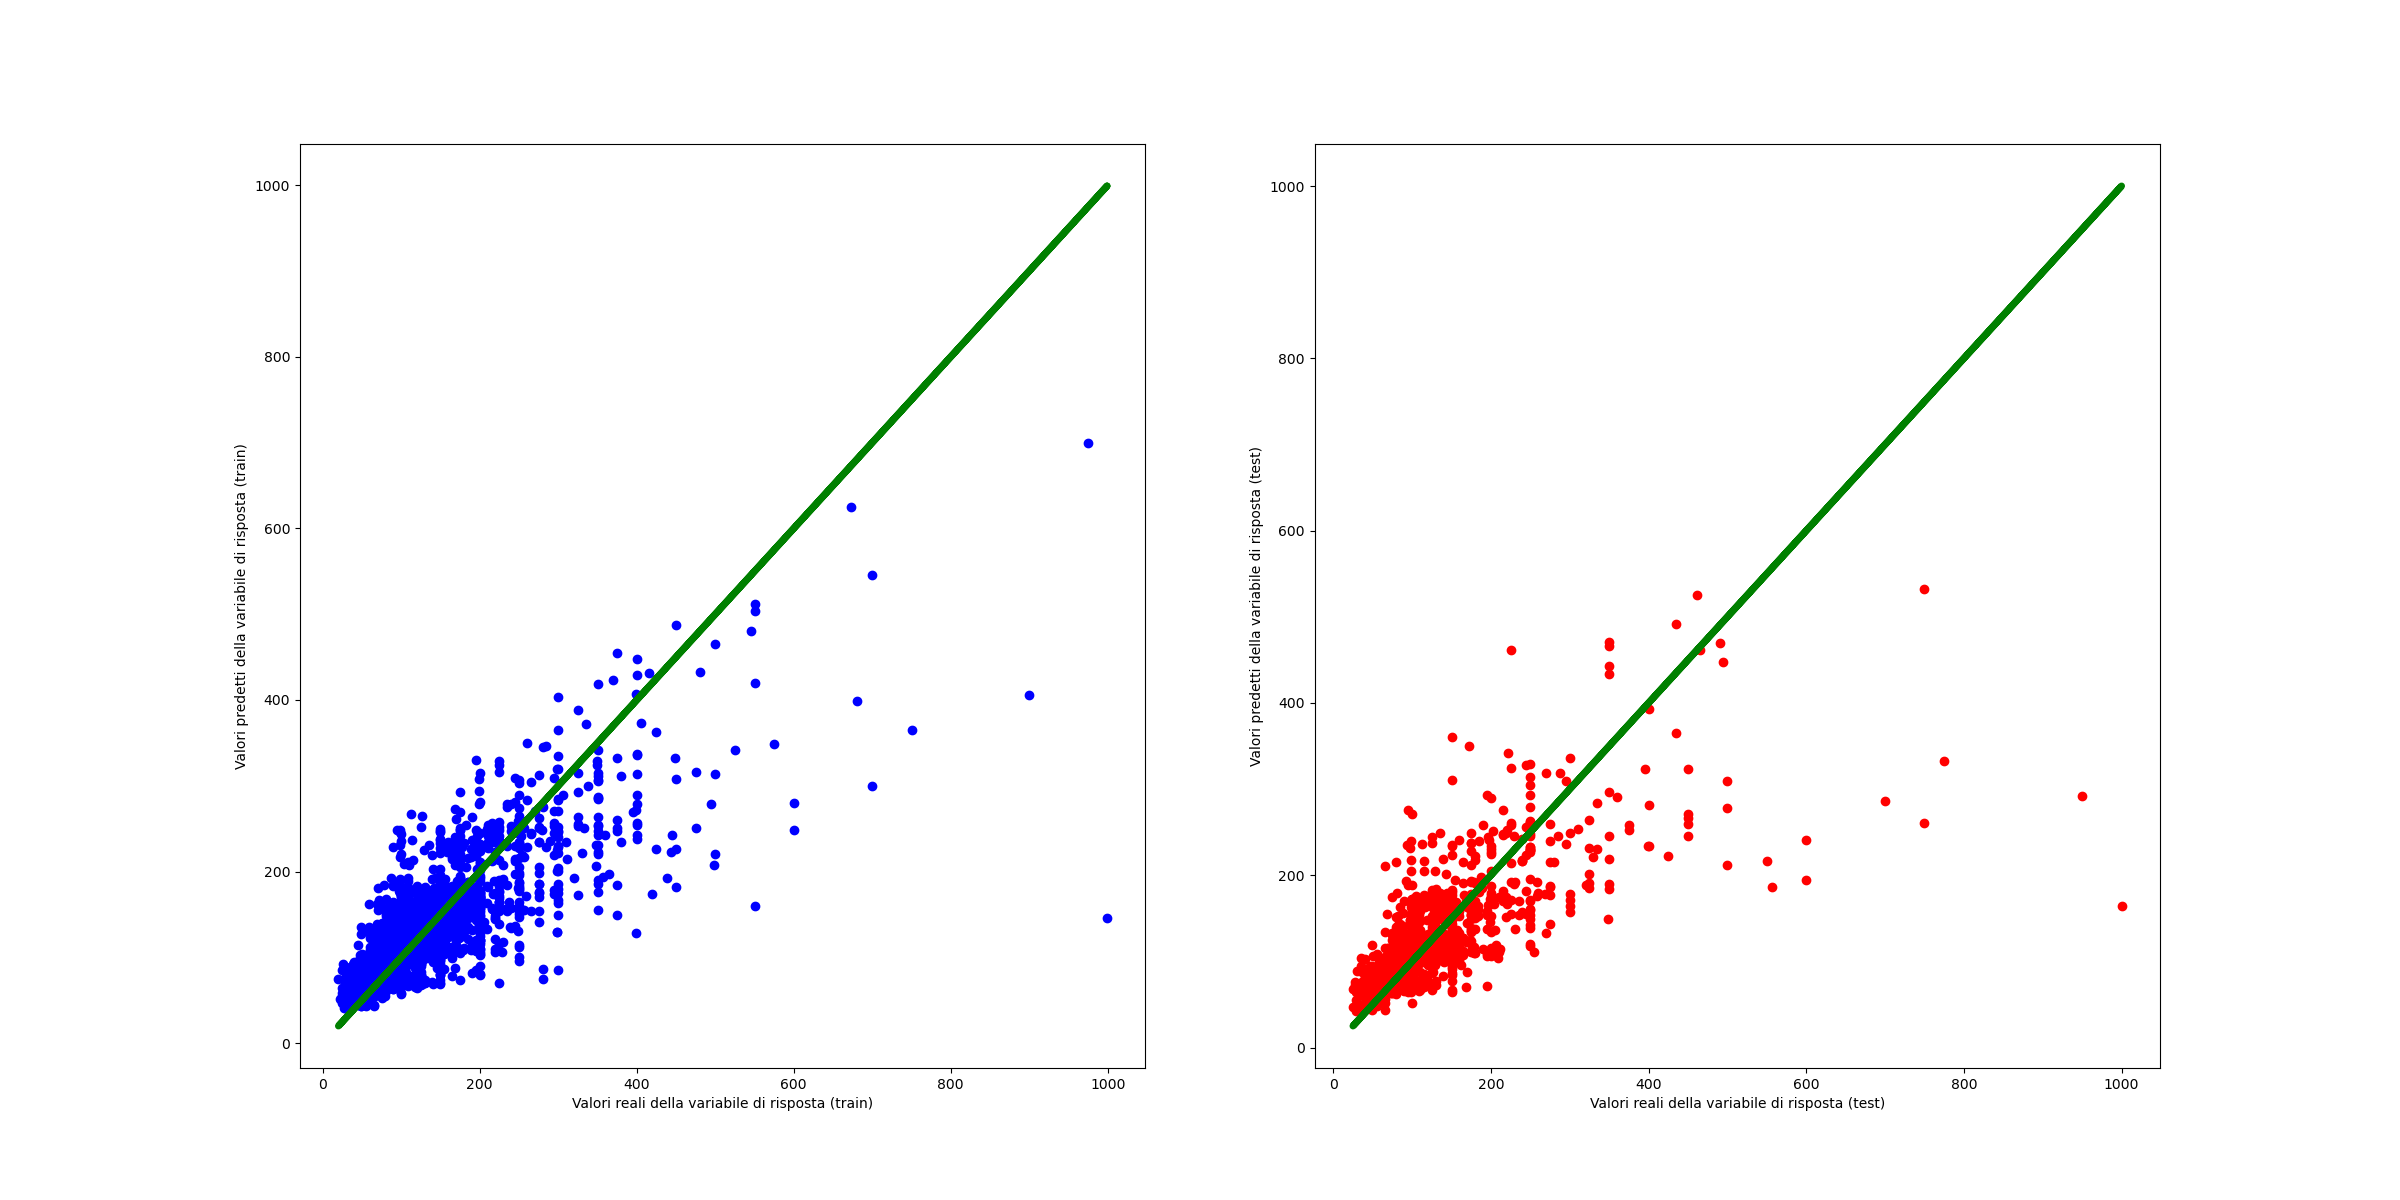 1000
800
600
400
200
0
Valori predetti della variabile di risposta (train)
0 200 400 600 800 1000
Valori reali della variabile di risposta (train)
1000
800
600
400
200
0
Valori predetti della variabile di risposta (test)
0 200 400 600 800 1000
Valori reali della variabile di risposta (test)